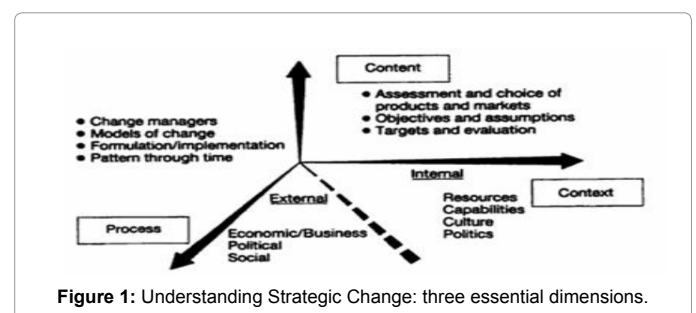 Content
• Assessment and choice of
products and markets
• Objectives and assumptions
• Targets and evaluation
• Change managers
• Models of change
• Formulation/implementation
• Pattern through time
Internal
Context
Resources
Capabilities
Culture
Politics
External
Economic/Business
Political
Social
Process
Figure 1: Understanding Strategic Change: three essential dimensions.